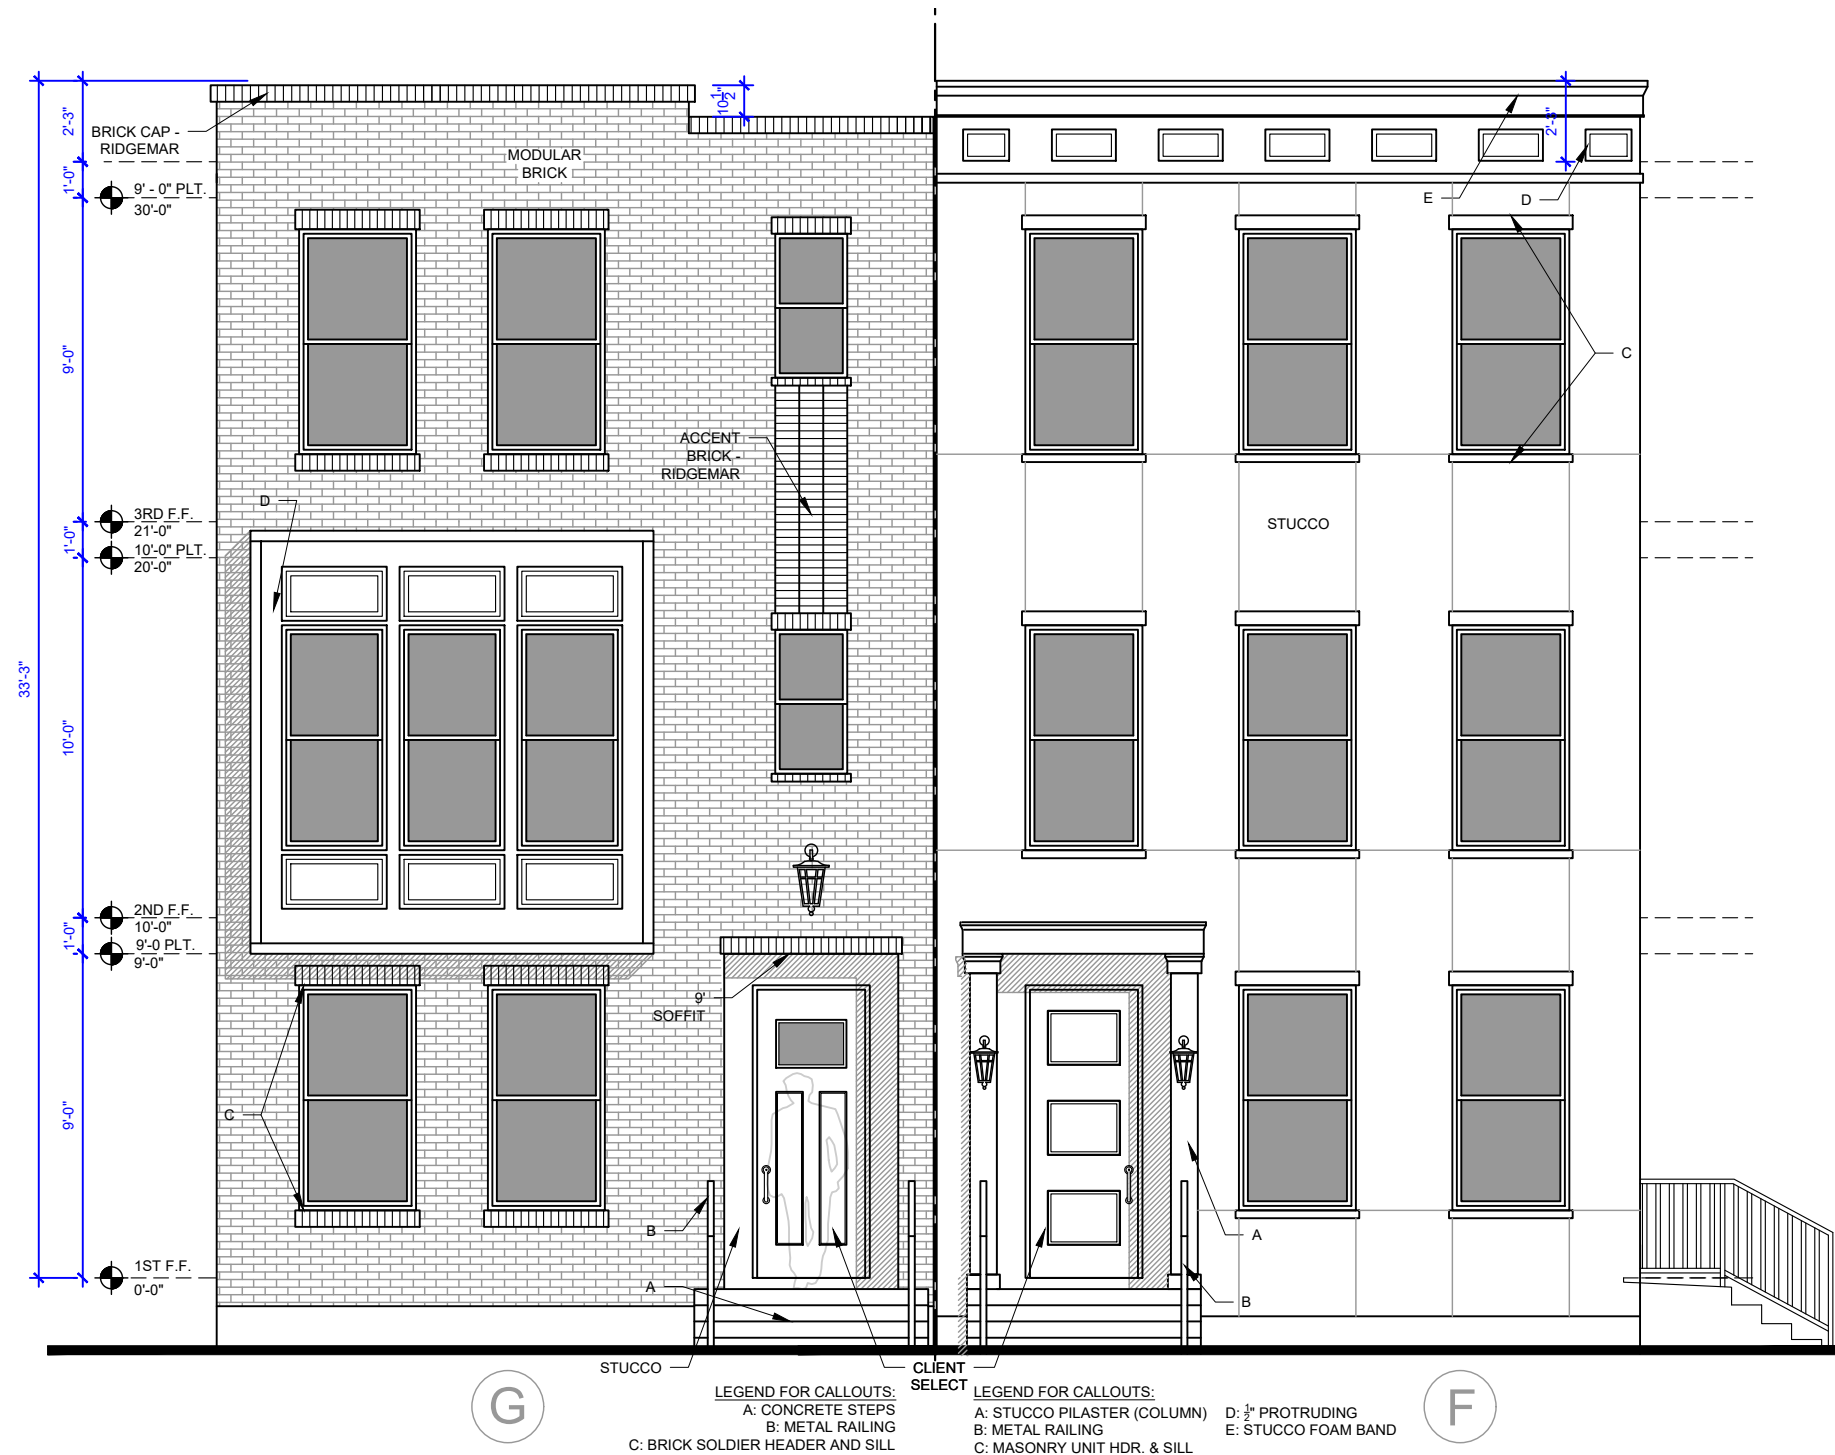 33'-3"
2'-3"
1'-0"
9'-0"
1'-0"
10'-0"
1'-0"
9'-0"
10½"
2'-3"
BRICK CAP -
RIDGEMAR
9' - 0" PLT.
30'-0"
3RD F.F.
21'-0"
10'-0" PLT.
20'-0"
2ND F.F.
10'-0"
9'-0 PLT.
9'-0"
1ST F.F.
0'-0"
MODULAR
BRICK
ACCENT
BRICK -
RIDGEMAR
D
C
9'
SOFFIT
B
A
STUCCO
CLIENT
SELECT
E
D
C
STUCCO
A
B
G
LEGEND FOR CALLOUTS:
A: CONCRETE STEPS
B: METAL RAILING
C: BRICK SOLDIER HEADER AND SILL
LEGEND FOR CALLOUTS:
A: STUCCO PILASTER (COLUMN)
B: METAL RAILING
C: MASONRY UNIT HDR. & SILL
D: ½" PROTRUDING
E: STUCCO FOAM BAND
F